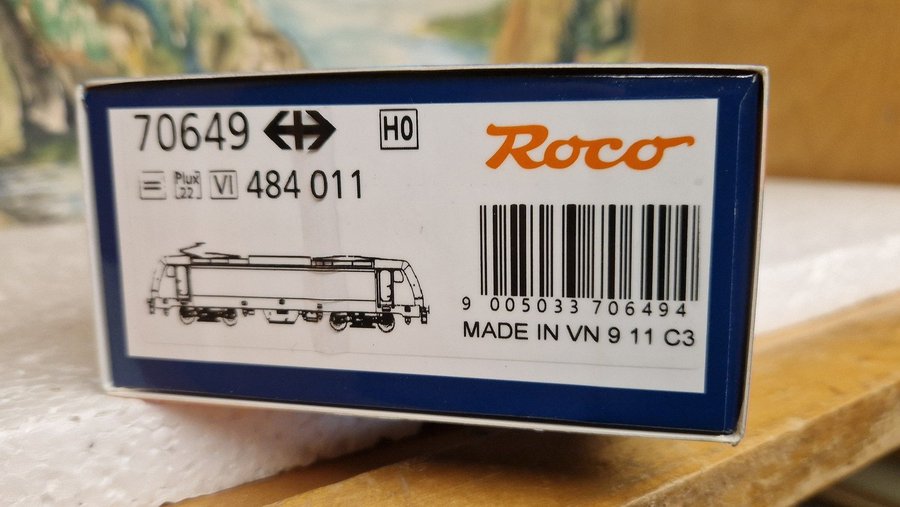 70649
H0
Roco
=
Plux 22
VI
484 011
9 005033 706494
MADE IN VN 9 11 C3